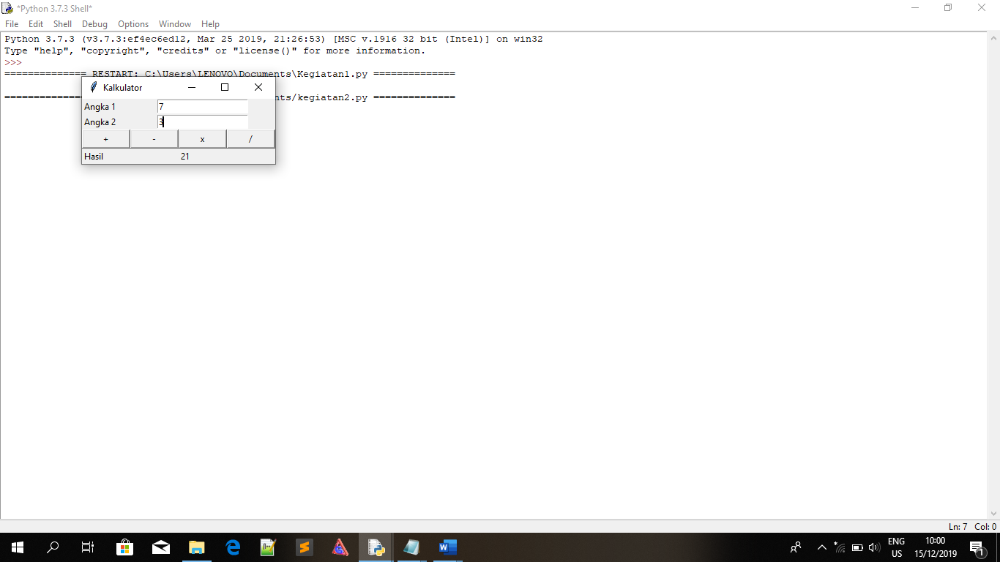 *Python 3.7.3 Shell*
File Edit Shell Debug Options Window Help
Python 3.7.3 (v3.7.3:ef4ec6ed12, Mar 25 2019, 21:26:53) [MSC v.1916 32 bit (Intel)] on win32
Type "help", "copyright", "credits" or "license()" for more information.
>>>
============== RESTART: C:\Users\LENOVO\Documents\Kegiatan1.py ==============
============== nts/kegiatan2.py ==============
Kalkulator
Angka 1 7
Angka 2 3
+ - x /
Hasil 21
Ln: 7 Col: 0
ENG 10:00
US 15/12/2019
1